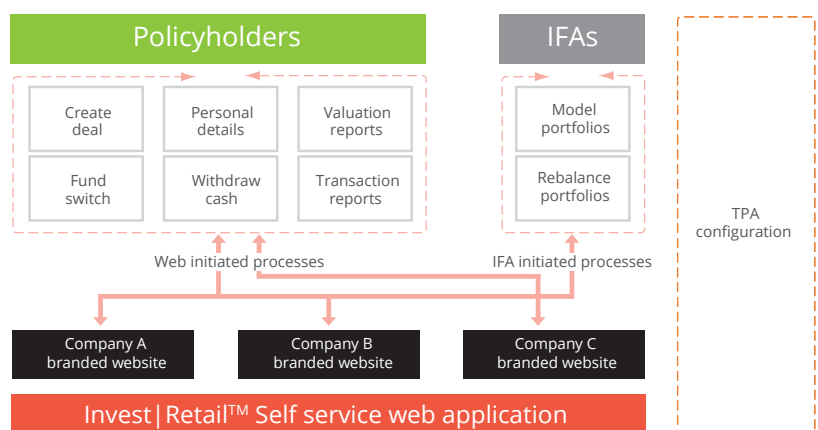 Policyholders
IFAs
Create
deal
Personal
details
Valuation
reports
Model
portfolios
Fund
switch
Withdraw
cash
Transaction
reports
Rebalance
portfolios
TPA
configuration
Web initiated processes
IFA initiated processes
Company A
branded website
Company B
branded website
Company C
branded website
Invest|Retail™ Self service web application